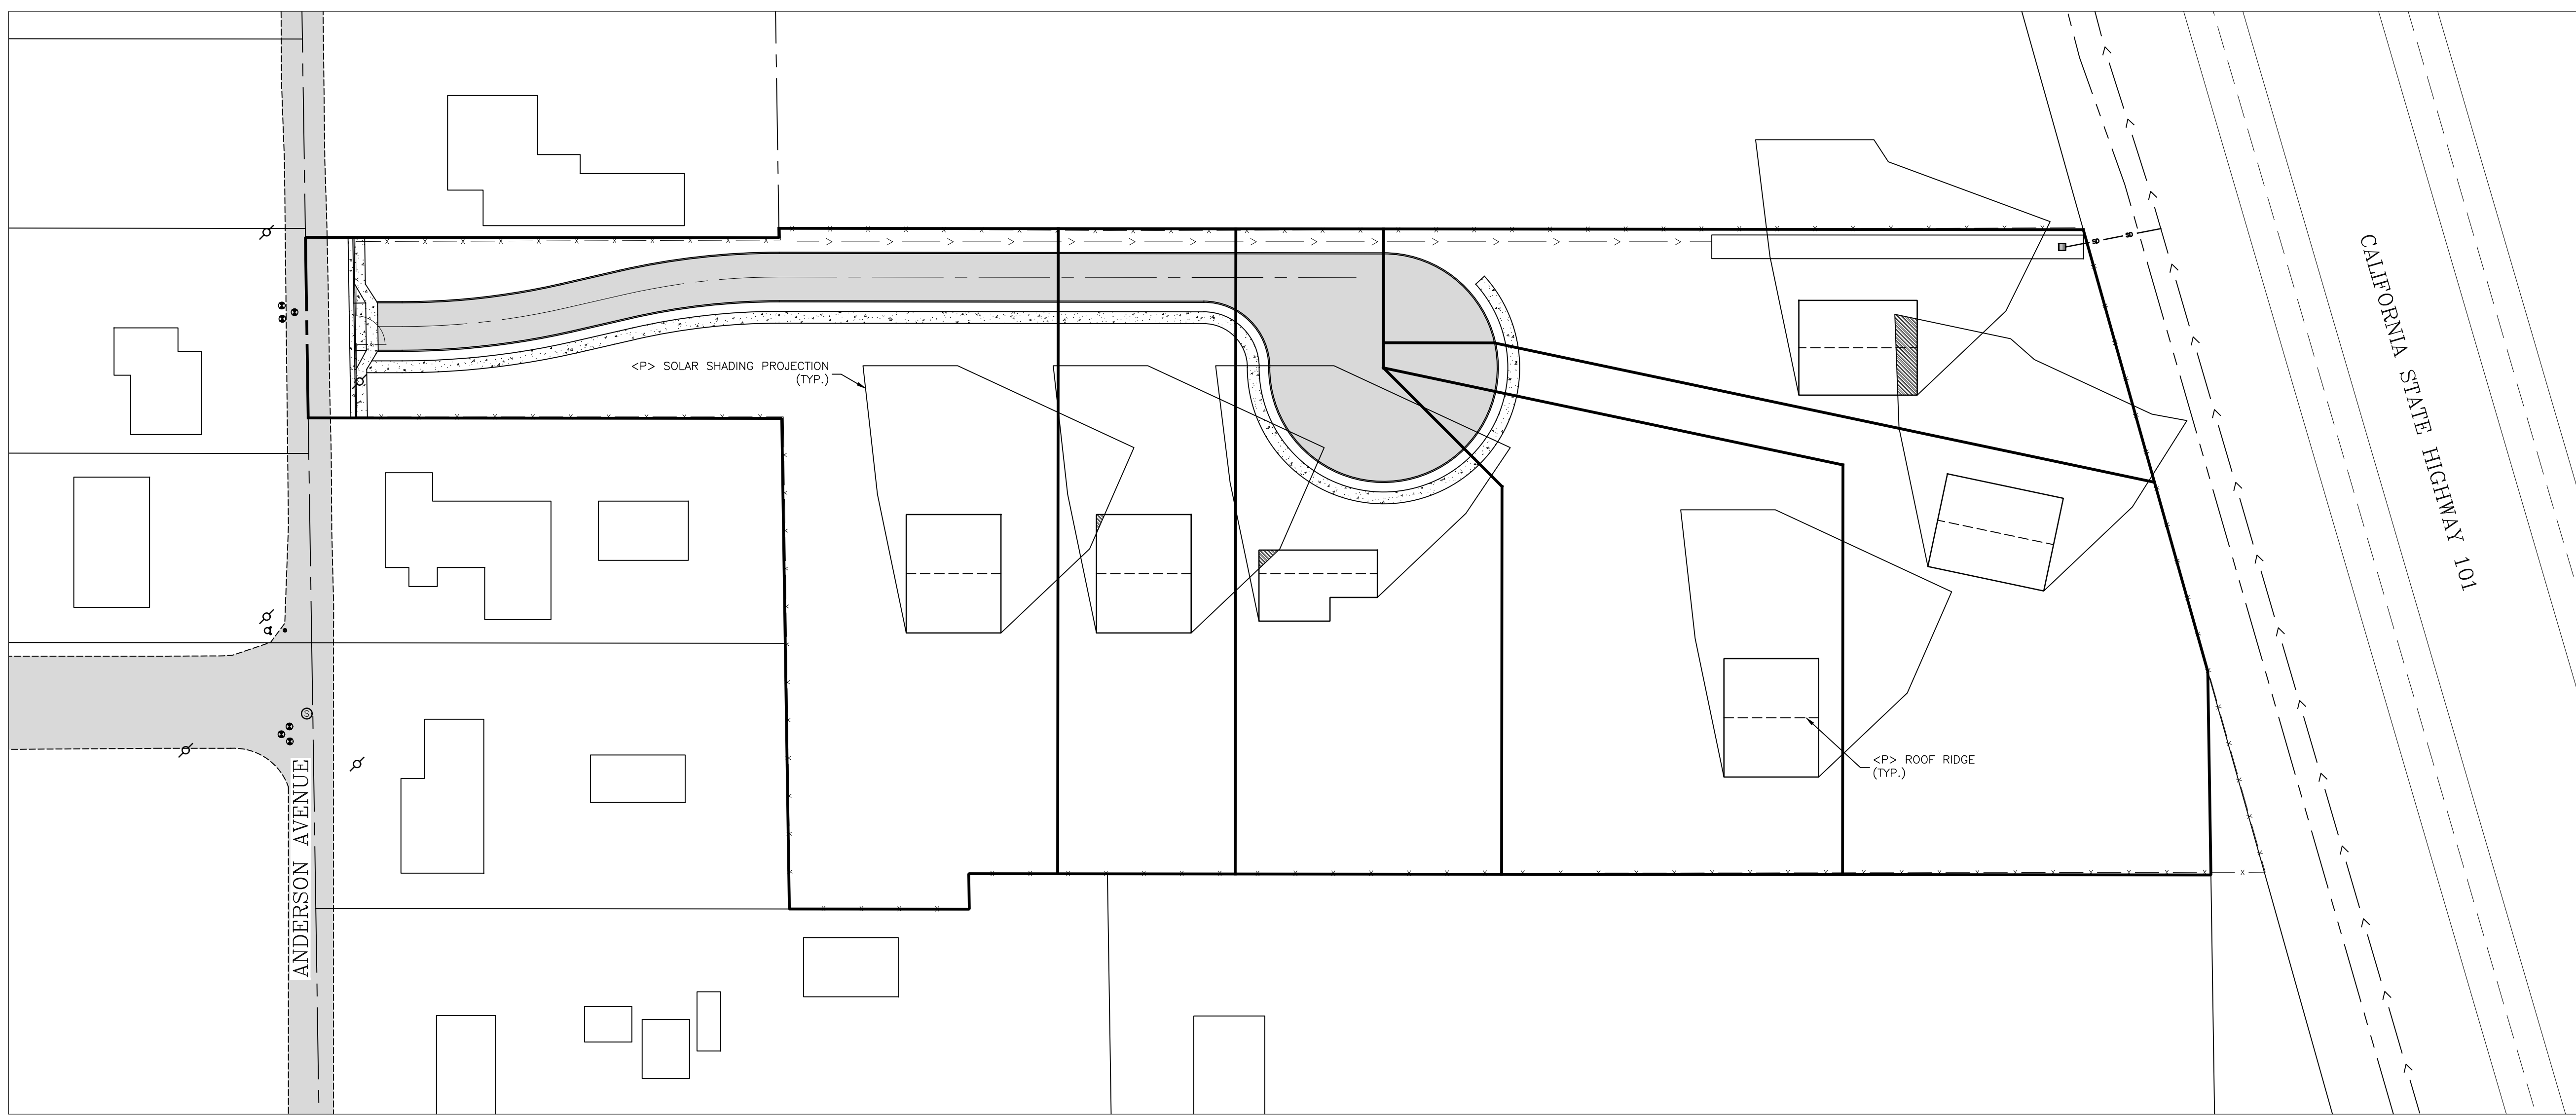 <P> SOLAR SHADING PROJECTION
(TYP.)
CALIFORNIA STATE HIGHWAY 101
<P> ROOF RIDGE
(TYP.)
S
ANDERSON AVENUE